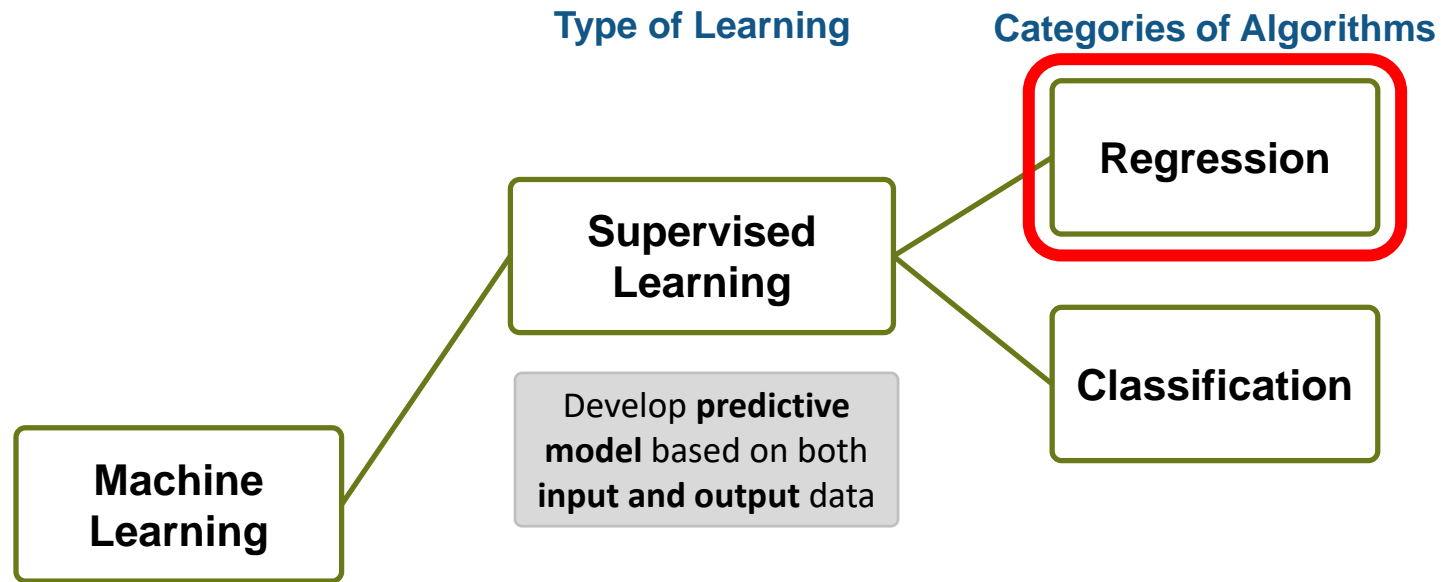 Type of Learning
Categories of Algorithms
Regression
Supervised
Learning
Classification
Develop predictive
model based on both
input and output data
Machine
Learning